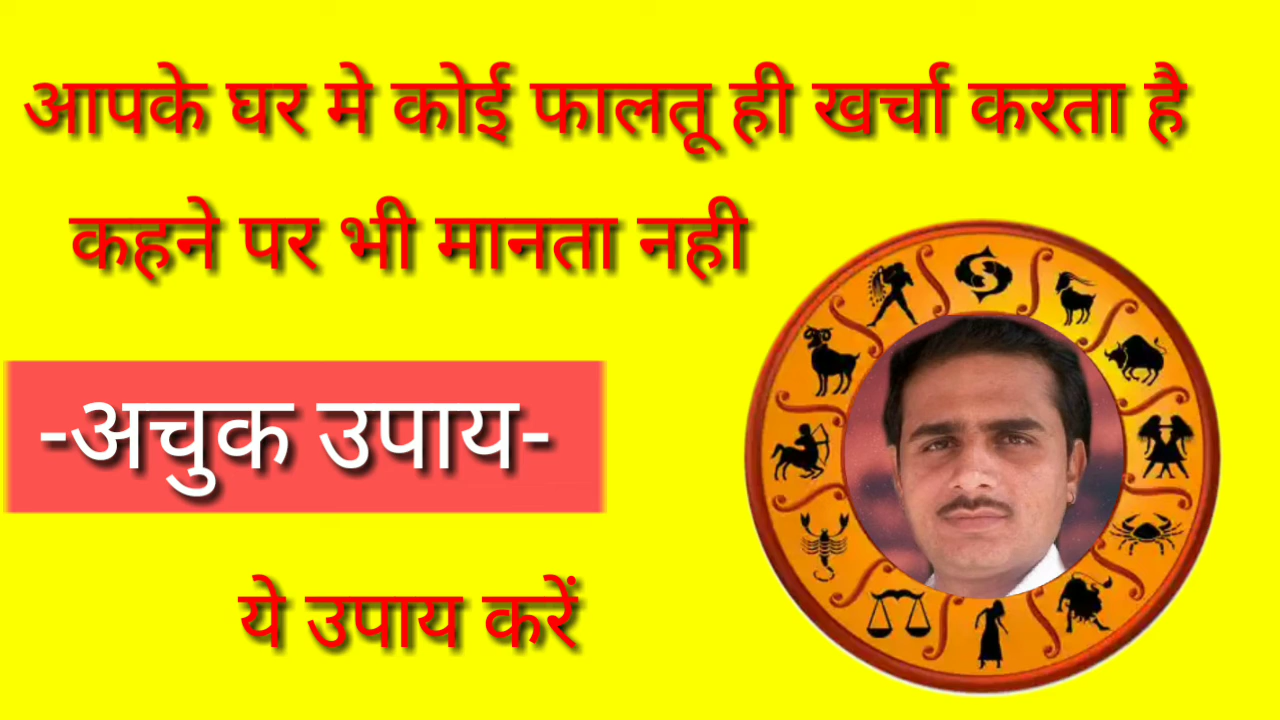 आपके घर मे कोई फालतू ही खर्चा करता है
कहने पर भी मानता नही
-अचुक उपाय-
ये उपाय करें